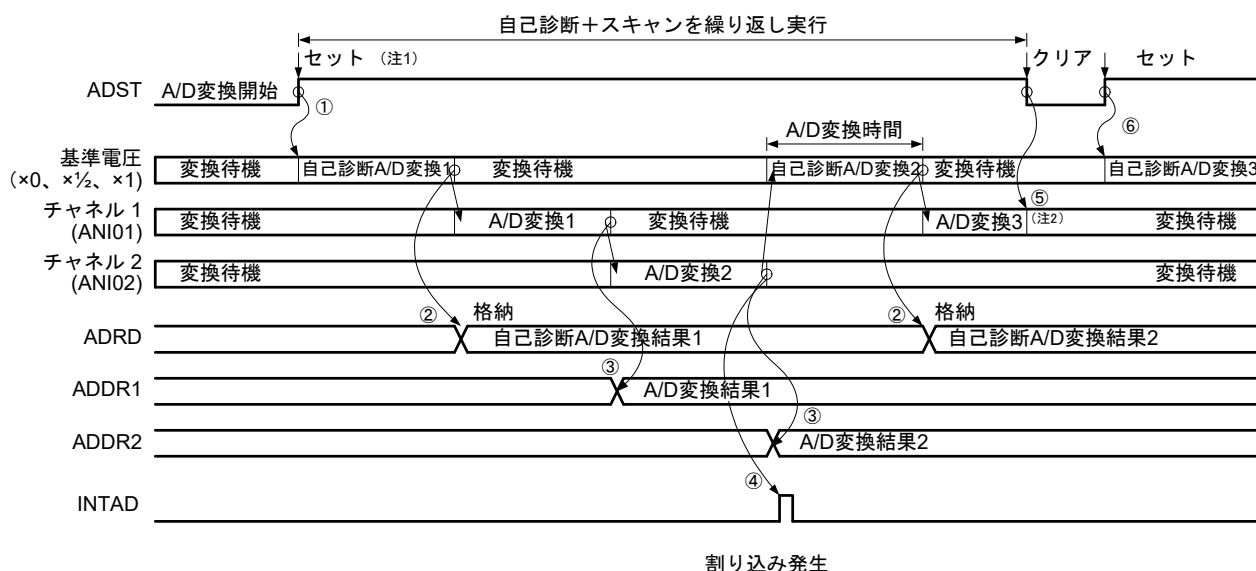 自己診断＋スキャンを繰り返し実行
セット （注1）
クリア
セット
ADST
A/D変換開始
①
⑥
A/D変換時間
基準電圧
（×0、×½、×1）
変換待機
自己診断A/D変換1
変換待機
自己診断A/D変換2
変換待機
自己診断A/D変換3
チャネル 1
(ANI01)
変換待機
A/D変換1
変換待機
A/D変換3
⑤
（注2）
変換待機
チャネル 2
(ANI02)
変換待機
A/D変換2
変換待機
ADRD
②
格納
自己診断A/D変換結果1
②
格納
自己診断A/D変換結果2
ADDR1
③
A/D変換結果1
ADDR2
③
A/D変換結果2
INTAD
④
割り込み発生